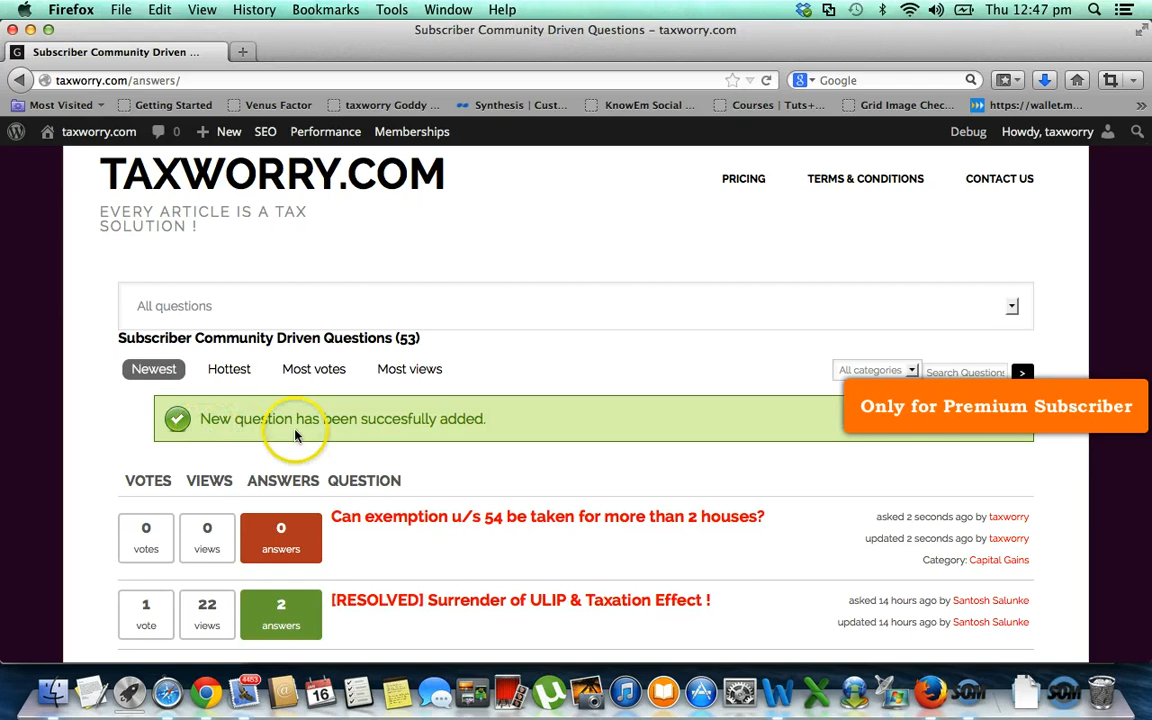 Firefox File Edit View History Bookmarks Tools Window Help Thu 12:47 pm
Subscriber Community Driven Questions – taxworry.com
G Subscriber Community Driven ...
taxworry.com/answers/ Google
Most Visited Getting Started Venus Factor taxworry Goddy ... Synthesis | Cust... KnowEm Social ... Courses | Tuts+... Grid Image Chec... https://wallet.m... »
taxworry.com 0 New SEO Performance Memberships Debug Howdy, taxworry
TAXWORRY.COM
PRICING TERMS & CONDITIONS CONTACT US
EVERY ARTICLE IS A TAX
SOLUTION !
All questions
Subscriber Community Driven Questions (53)
Newest Hottest Most votes Most views All categories Search Questions >
Only for Premium Subscriber
New question has been succesfully added.
VOTES VIEWS ANSWERS QUESTION
0 votes 0 views 0 answers Can exemption u/s 54 be taken for more than 2 houses?
asked 2 seconds ago by taxworry
updated 2 seconds ago by taxworry
Category: Capital Gains
1 vote 22 views 2 answers [RESOLVED] Surrender of ULIP & Taxation Effect !
asked 14 hours ago by Santosh Salunke
updated 14 hours ago by Santosh Salunke
4483
16
SOM SOM